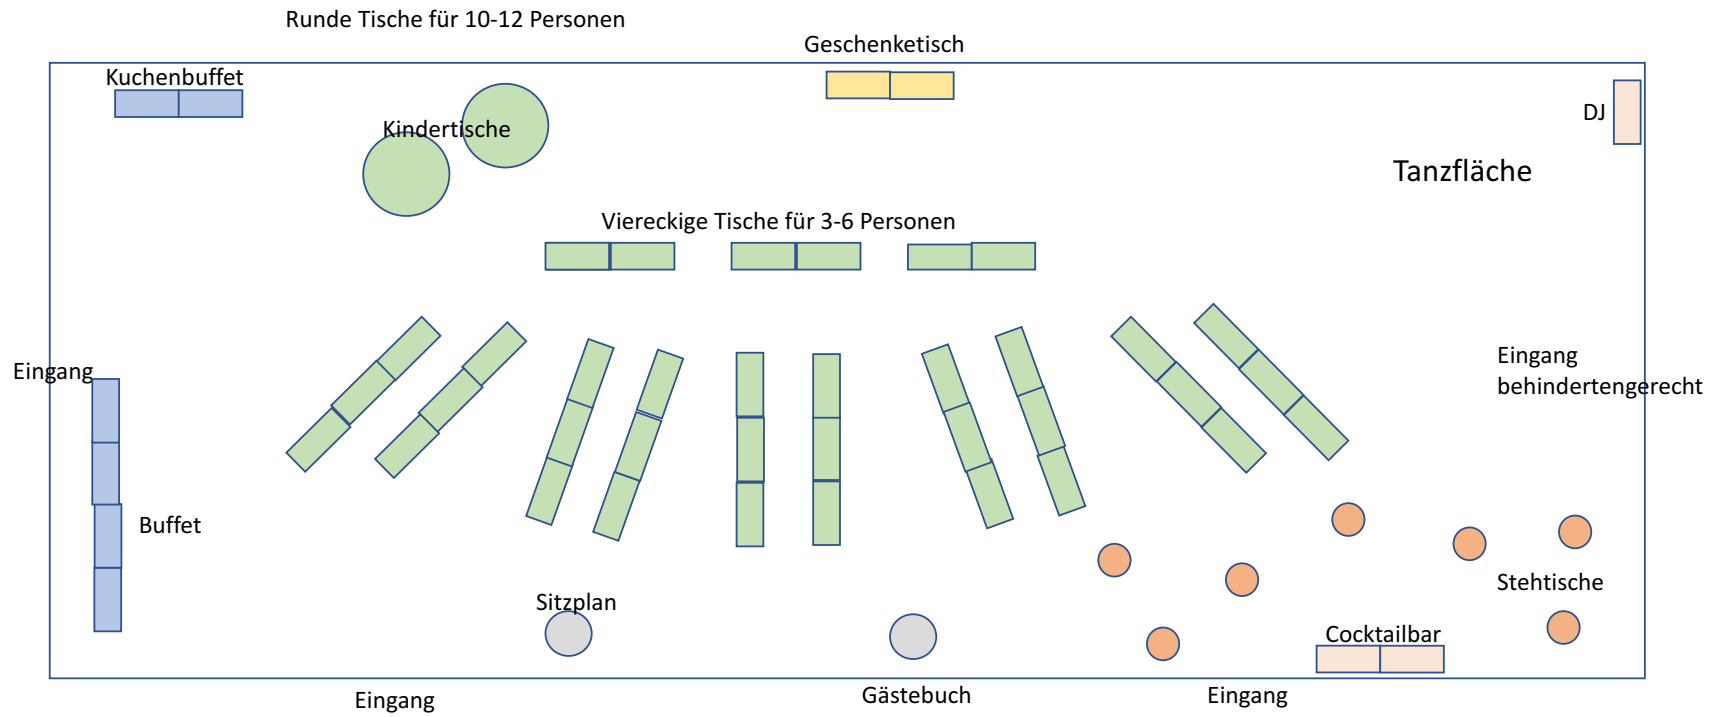 Runde Tische für 10-12 Personen
Geschenketisch
Kuchenbuffet
DJ
Kindertische
Tanzfläche
Viereckige Tische für 3-6 Personen
Eingang
Eingang
behindertengerecht
Buffet
Stehtische
Sitzplan
Cocktailbar
Eingang
Gästebuch
Eingang